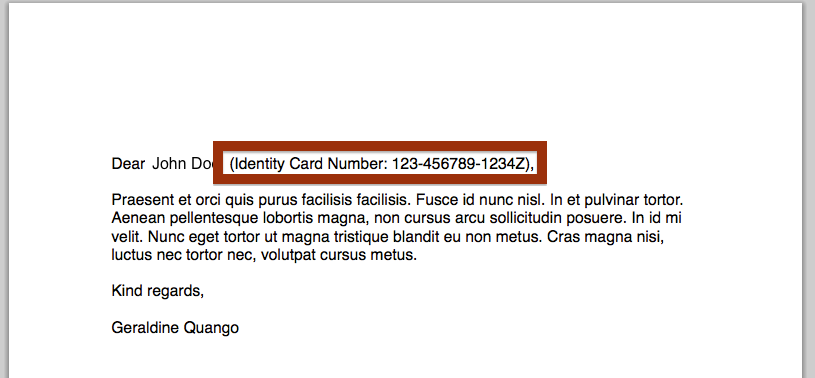 Dear John Doe (Identity Card Number: 123-456789-1234Z),
Praesent et orci quis purus facilisis facilisis. Fusce id nunc nisl. In et pulvinar tortor.
Aenean pellentesque lobortis magna, non cursus arcu sollicitudin posuere. In id mi
velit. Nunc eget tortor ut magna tristique blandit eu non metus. Cras magna nisi,
luctus nec tortor nec, volutpat cursus metus.
Kind regards,
Geraldine Quango